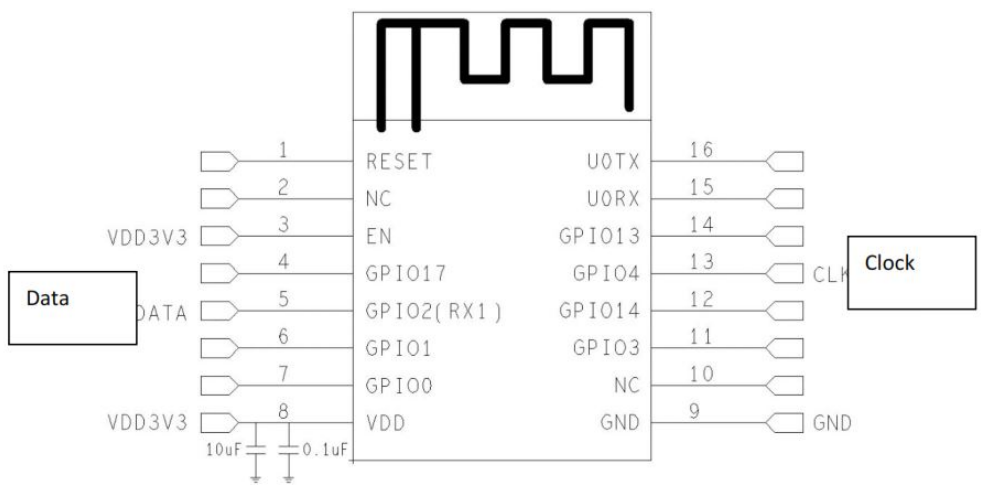 1 RESET U0TX 16
2 NC U0RX 15
VDD3V3 3 EN GPIO13 14
4 GPIO17 GPIO4 13 CLK
Clock
Data
DATA 5 GPIO2(RX1) GPIO14 12
6 GPIO1 GPIO3 11
7 GPIO0 NC 10
VDD3V3 8 VDD GND 9 GND
10uF 0.1uF